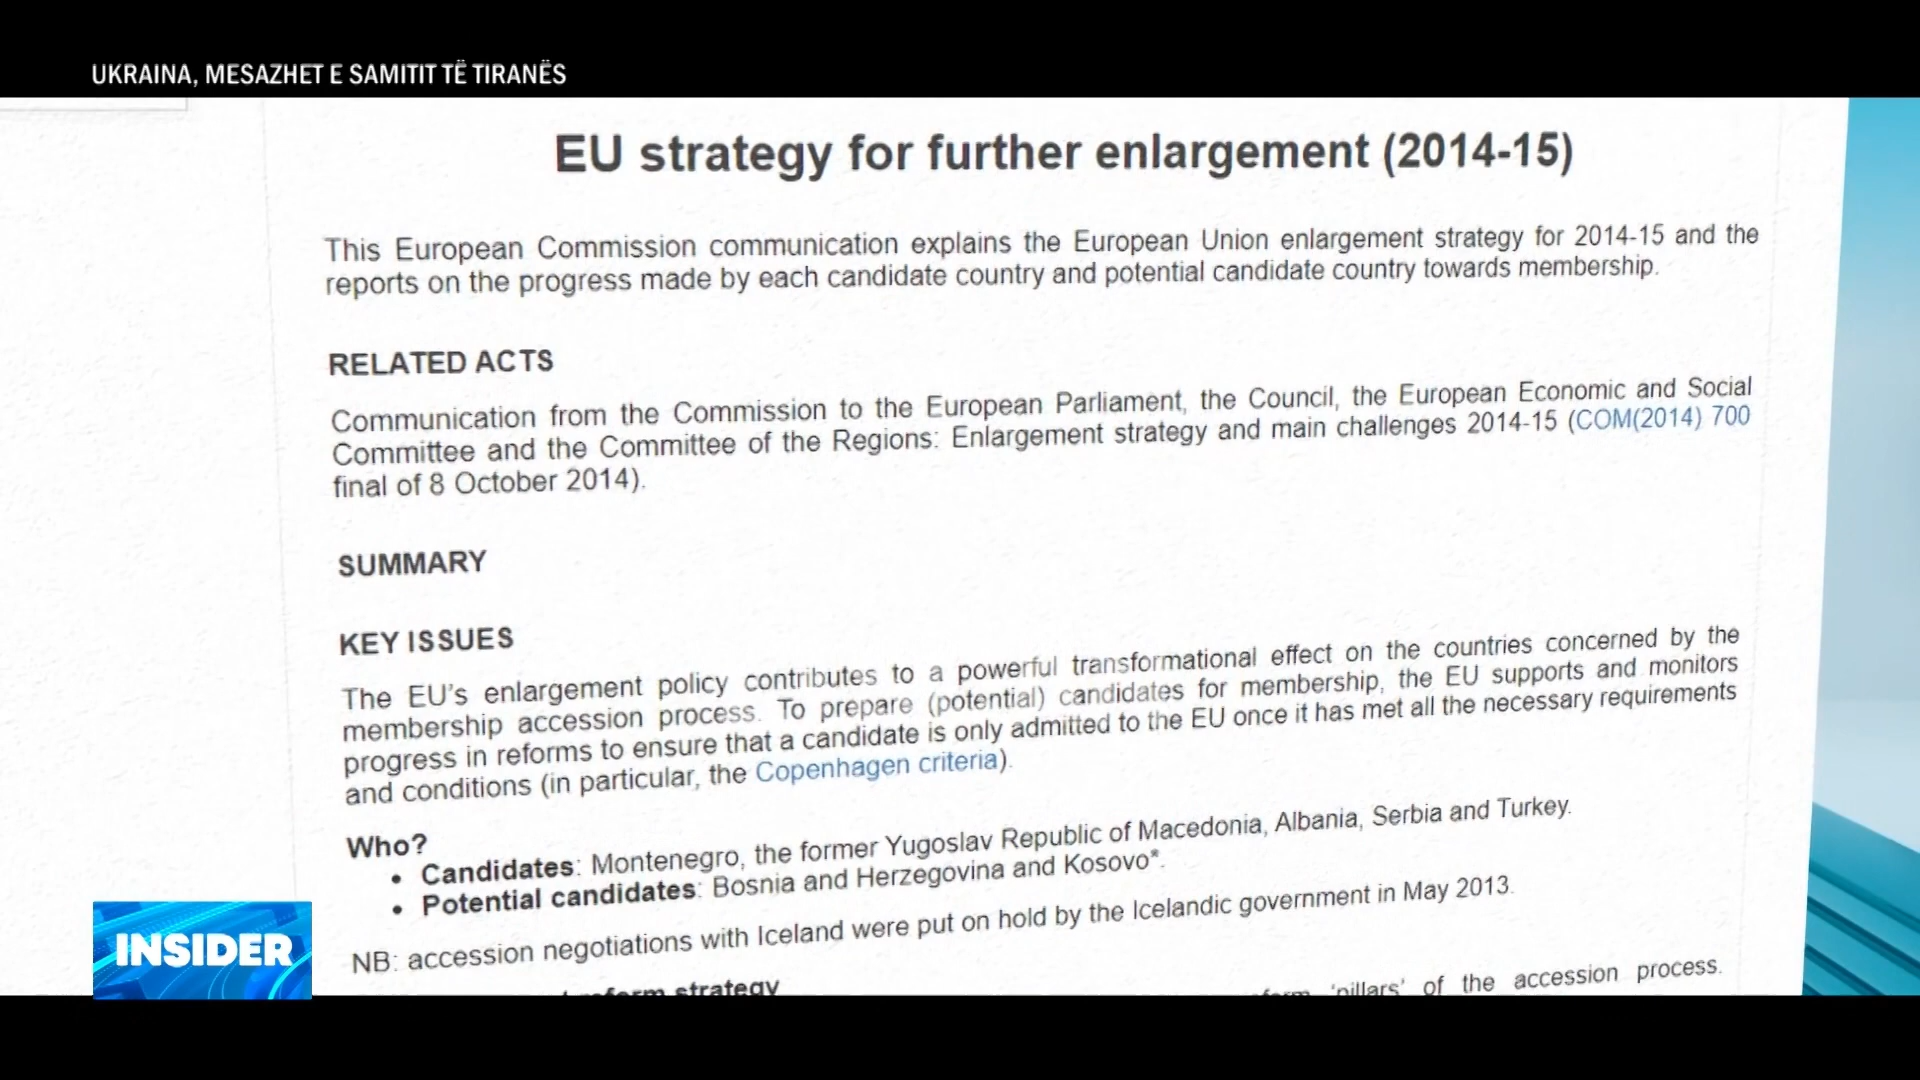 UKRAINA, MESAZHET E SAMITIT TË TIRANËS
EU strategy for further enlargement (2014-15)
This European Commission communication explains the European Union enlargement strategy for 2014-15 and the
reports on the progress made by each candidate country and potential candidate country towards membership.
RELATED ACTS
Communication from the Commission to the European Parliament, the Council, the European Economic and Social
Committee and the Committee of the Regions: Enlargement strategy and main challenges 2014-15 (COM(2014) 700
final of 8 October 2014).
SUMMARY
KEY ISSUES
The EU's enlargement policy contributes to a powerful transformational effect on the countries concerned by the
membership accession process. To prepare (potential) candidates for membership, the EU supports and monitors
progress in reforms to ensure that a candidate is only admitted to the EU once it has met all the necessary requirements
and conditions (in particular, the Copenhagen criteria).
Who?
• Candidates: Montenegro, the former Yugoslav Republic of Macedonia, Albania, Serbia and Turkey.
• Potential candidates: Bosnia and Herzegovina and Kosovo*.
NB: accession negotiations with Iceland were put on hold by the Icelandic government in May 2013.
strategy 'pillars' of the accession process.
INSIDER